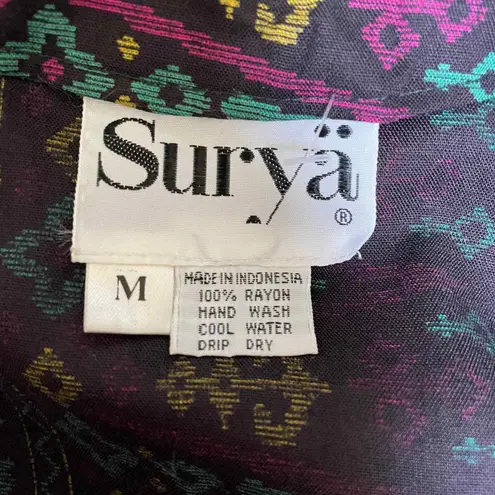 Suryä
®
M
MADE IN INDONESIA
100% RAYON
HAND WASH
COOL WATER
DRIP DRY